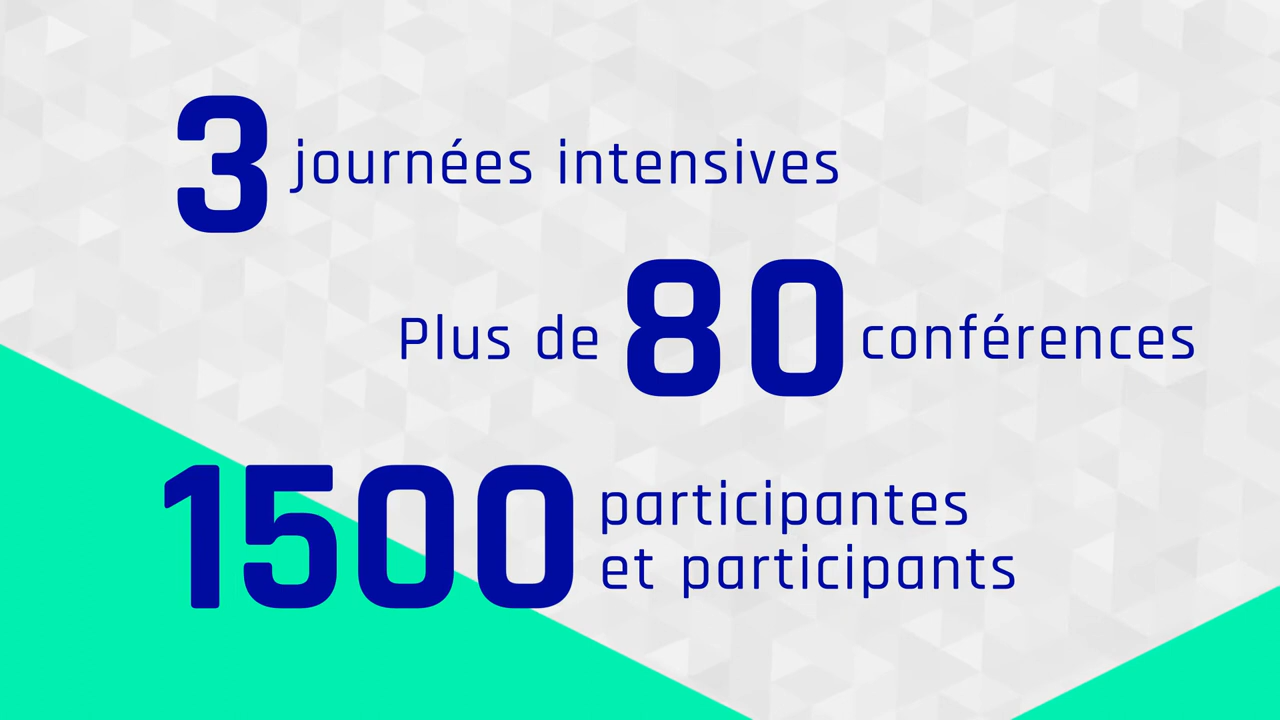 3 journées intensives
Plus de 80 conférences
1500 participantes
et participants